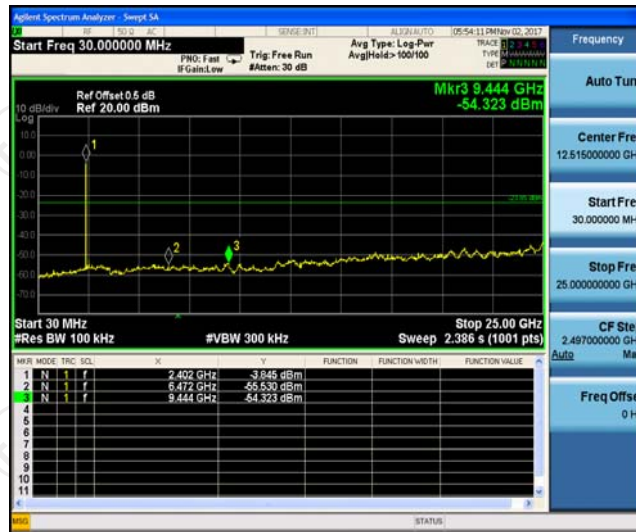 Agilent Spectrum Analyzer - Swept SA
RF 50 Ω AC SENSE:INT ALIGNAUTO 05:54:11 PM Nov 02, 2017
Start Freq 30.000000 MHz
PNO: Fast
IFGain:Low
Trig: Free Run
#Atten: 30 dB
Avg Type: Log-Pwr
Avg|Hold:>100/100
TRACE 1 2 3 4 5 6
TYPE
DET P N N N N N
Ref Offset 0.5 dB
Ref 20.00 dBm
Mkr3 9.444 GHz
-54.323 dBm
10 dB/div
Log
10.0
0.00
-10.0
-20.0
-30.0
-40.0
-50.0
-60.0
-70.0
1
2
3
Start 30 MHz
#Res BW 100 kHz
#VBW 300 kHz
Stop 25.00 GHz
Sweep 2.386 s (1001 pts)
MKR MODE TRC SCL X Y FUNCTION FUNCTION WIDTH FUNCTION VALUE
1 N 1 f 2.402 GHz -3.845 dBm
2 N 1 f 6.472 GHz -55.530 dBm
3 N 1 f 9.444 GHz -54.323 dBm
4
5
6
7
8
9
10
11
MSG
STATUS
Frequency
Auto Tun
Center Fre
12.515000000 GH
Start Fre
30.000000 MH
Stop Fre
25.000000000 GH
CF Ste
2.497000000 GH
Auto Ma
Freq Offse
0 H